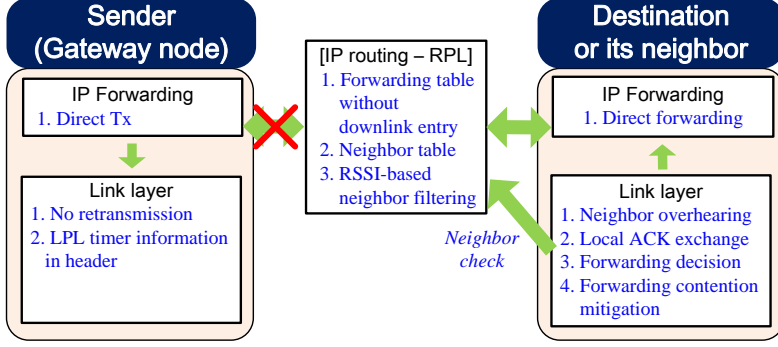 Sender
(Gateway node)
IP Forwarding
1. Direct Tx
Link layer
1. No retransmission
2. LPL timer information
in header
[IP routing – RPL]
1. Forwarding table
without
downlink entry
2. Neighbor table
3. RSSI-based
neighbor filtering
Neighbor
check
Destination
or its neighbor
IP Forwarding
1. Direct forwarding
Link layer
1. Neighbor overhearing
2. Local ACK exchange
3. Forwarding decision
4. Forwarding contention
mitigation